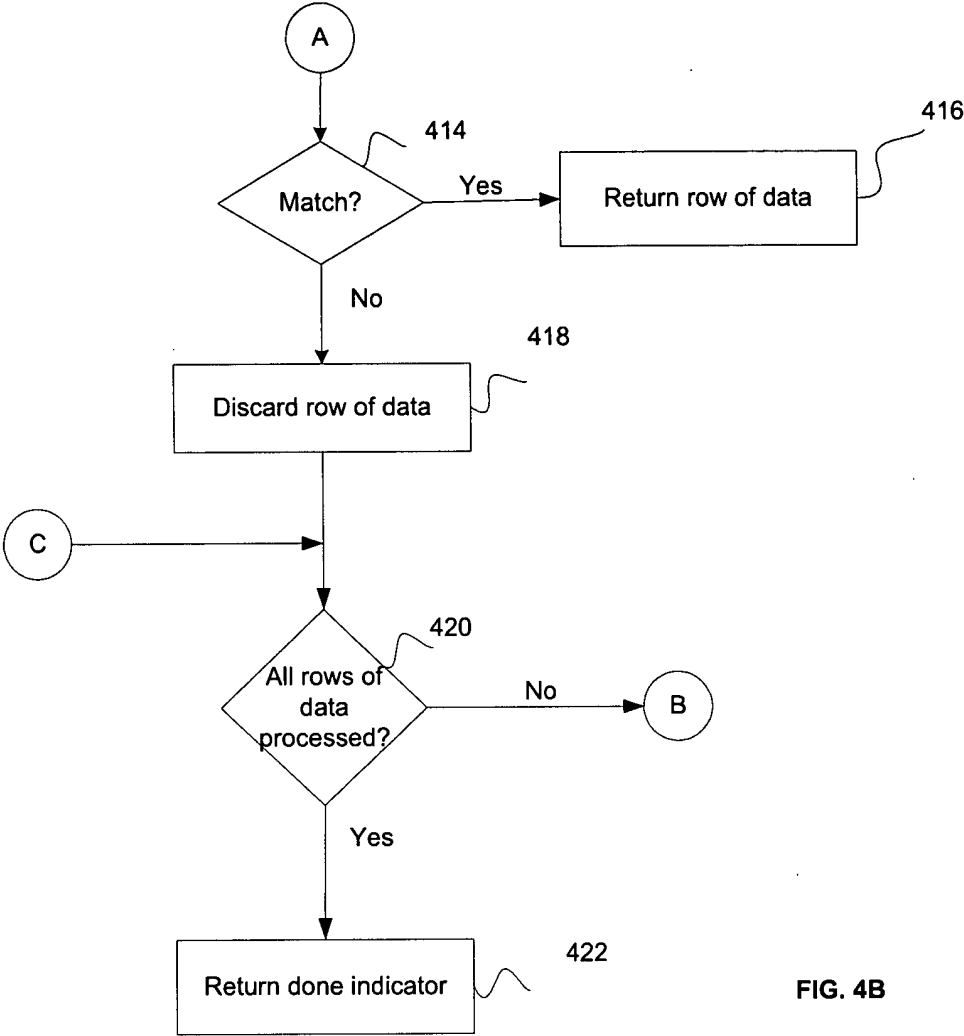 A
414
416
Match?
Yes
Return row of data
No
418
Discard row of data
C
420
All rows of
data
processed?
No
B
Yes
422
Return done indicator
FIG. 4B